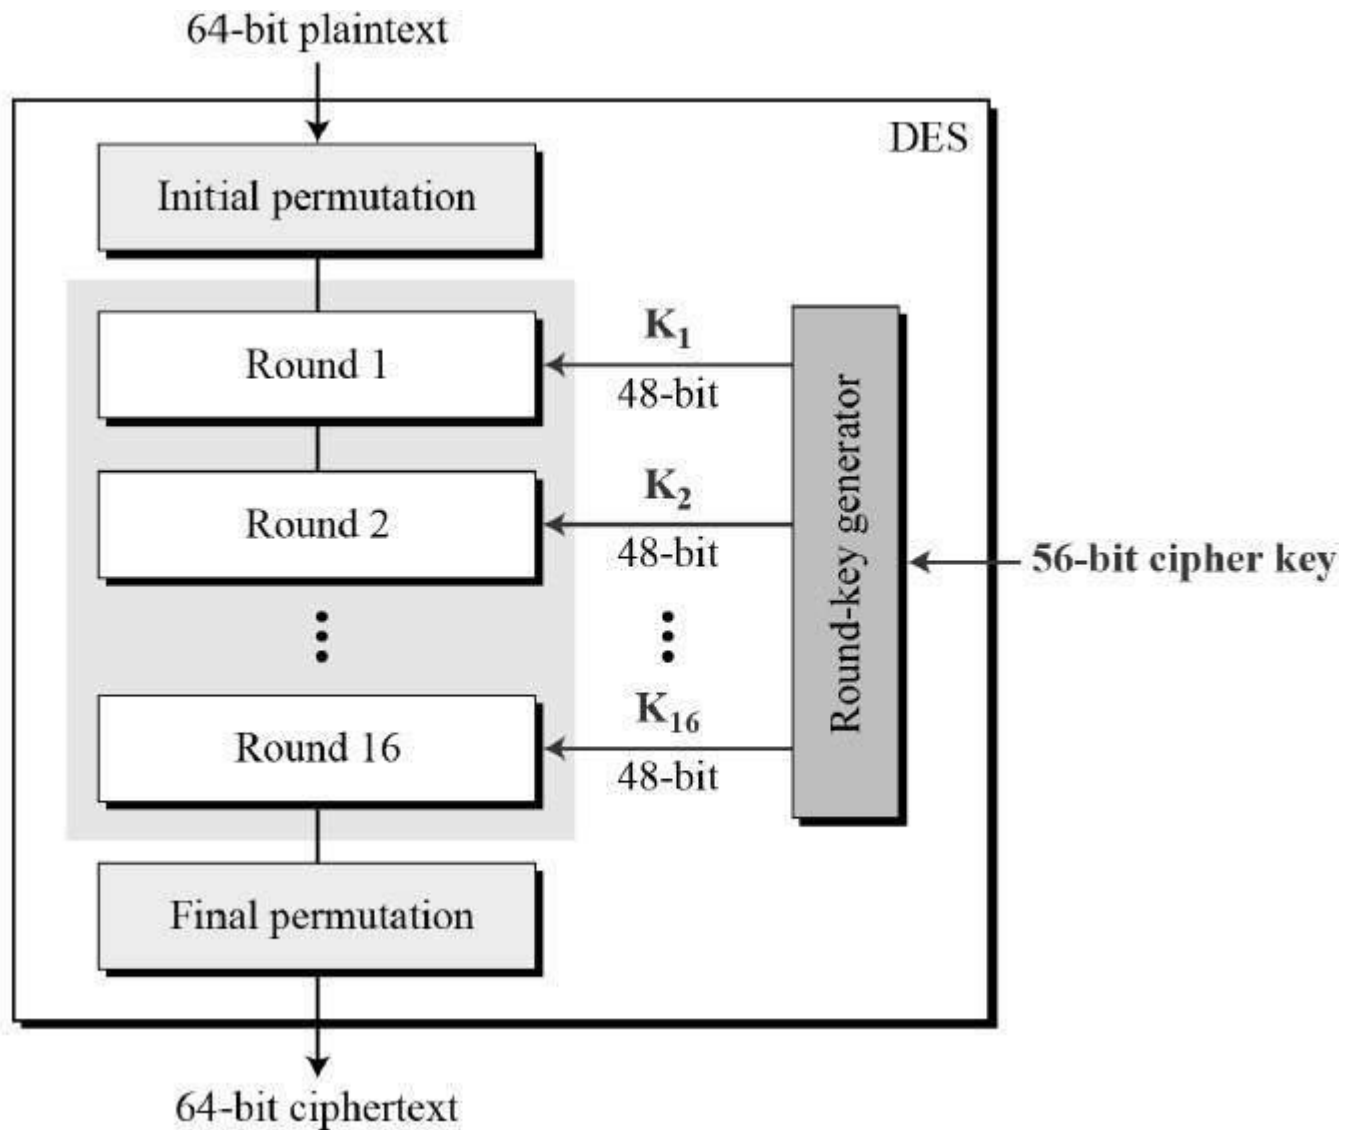 64-bit plaintext
DES
Initial permutation
Round 1
K₁
48-bit
Round 2
K₂
48-bit
Round-key generator
56-bit cipher key
Round 16
K₁₆
48-bit
Final permutation
64-bit ciphertext